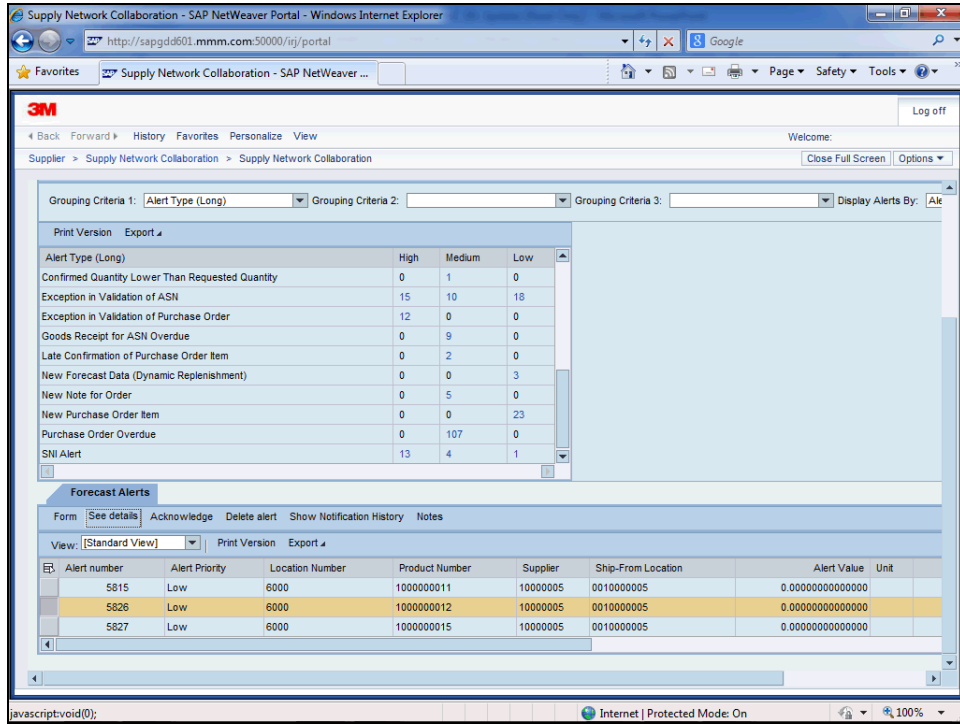 Supply Network Collaboration - SAP NetWeaver Portal - Windows Internet Explorer
http://sapgdd601.mmm.com:50000/irj/portal
Google
Favorites Supply Network Collaboration - SAP NetWeaver ... Page Safety Tools
3M Log off
Back Forward History Favorites Personalize View Welcome:
Supplier > Supply Network Collaboration > Supply Network Collaboration Close Full Screen Options
Grouping Criteria 1: Alert Type (Long) Grouping Criteria 2: Grouping Criteria 3: Display Alerts By: Ale
Print Version Export
Alert Type (Long) High Medium Low
Confirmed Quantity Lower Than Requested Quantity 0 1 0
Exception in Validation of ASN 15 10 18
Exception in Validation of Purchase Order 12 0 0
Goods Receipt for ASN Overdue 0 9 0
Late Confirmation of Purchase Order Item 0 2 0
New Forecast Data (Dynamic Replenishment) 0 0 3
New Note for Order 0 5 0
New Purchase Order Item 0 0 23
Purchase Order Overdue 0 107 0
SNI Alert 13 4 1
Forecast Alerts
Form See details Acknowledge Delete alert Show Notification History Notes
View: [Standard View] Print Version Export
Alert number Alert Priority Location Number Product Number Supplier Ship-From Location Alert Value Unit
5815 Low 6000 1000000011 10000005 0010000005 0.00000000000000
5826 Low 6000 1000000012 10000005 0010000005 0.00000000000000
5827 Low 6000 1000000015 10000005 0010000005 0.00000000000000
javascript:void(0); Internet | Protected Mode: On 100%